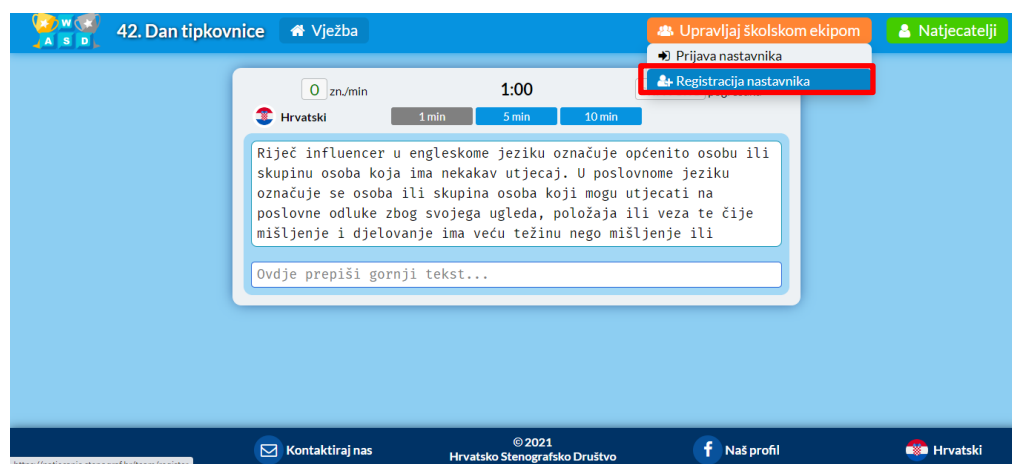 W
A S D
42. Dan tipkovnice
Vježba
Upravljaj školskom ekipom
Natjecatelji
Prijava nastavnika
Registracija nastavnika
0 zn./min
1:00
Hrvatski
1 min
5 min
10 min
Riječ influencer u engleskome jeziku označuje općenito osobu ili
skupinu osoba koja ima nekakav utjecaj. U poslovnome jeziku
označuje se osoba ili skupina osoba koji mogu utjecati na
poslovne odluke zbog svojega ugleda, položaja ili veza te čije
mišljenje i djelovanje ima veću težinu nego mišljenje ili
Ovdje prepiši gornji tekst...
Kontaktiraj nas
© 2021
Hrvatsko Stenografsko Društvo
Naš profil
Hrvatski